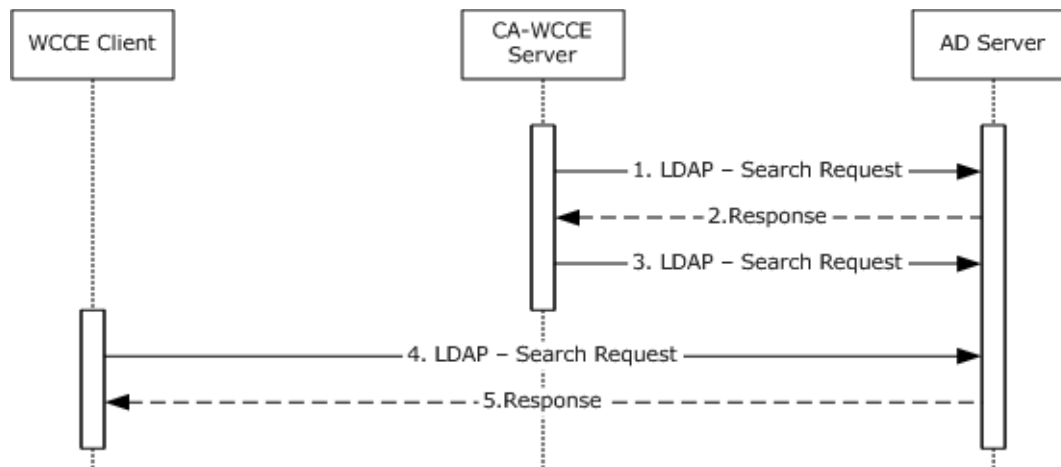 WCCE Client
CA-WCCE
Server
AD Server
1. LDAP – Search Request
2.Response
3. LDAP – Search Request
4. LDAP – Search Request
5.Response